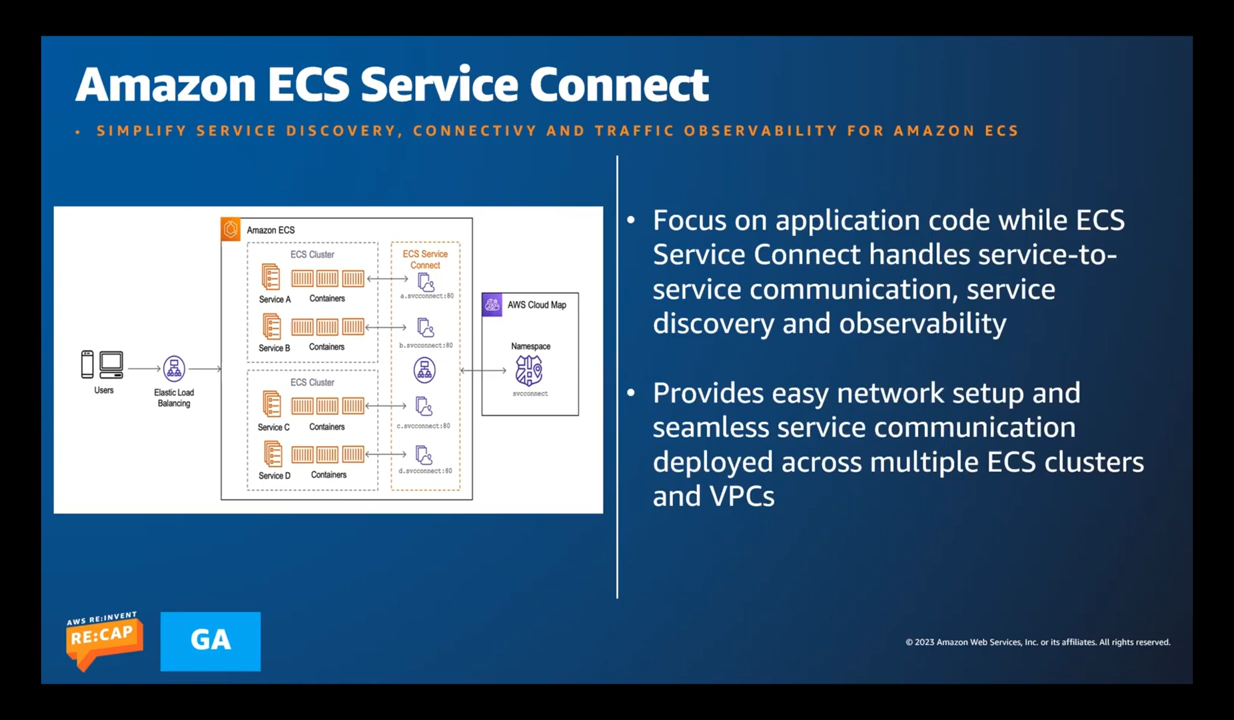 Amazon ECS Service Connect
• SIMPLIFY SERVICE DISCOVERY, CONNECTIVY AND TRAFFIC OBSERVABILITY FOR AMAZON ECS
Users
Elastic Load
Balancing
Amazon ECS
ECS Cluster
Service A
Containers
Service B
Containers
ECS Cluster
Service C
Containers
Service D
Containers
ECS Service
Connect
a.svcconnect:80
b.svcconnect:80
c.svcconnect:80
d.svcconnect:80
AWS Cloud Map
Namespace
svcconnect
• Focus on application code while ECS
Service Connect handles service-to-
service communication, service
discovery and observability
• Provides easy network setup and
seamless service communication
deployed across multiple ECS clusters
and VPCs
AWS RE:INVENT
RE:CAP
GA
© 2023 Amazon Web Services, Inc. or its affiliates. All rights reserved.